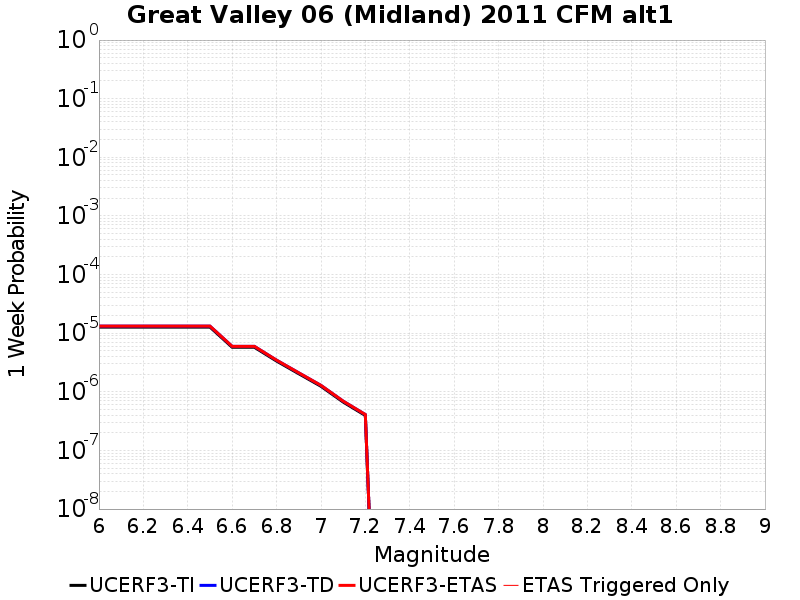 Great Valley 06 (Midland) 2011 CFM alt1
1 Week Probability
10^0
10^-1
10^-2
10^-3
10^-4
10^-5
10^-6
10^-7
10^-8
6 6.2 6.4 6.6 6.8 7 7.2 7.4 7.6 7.8 8 8.2 8.4 8.6 8.8 9
Magnitude
UCERF3-TI UCERF3-TD UCERF3-ETAS ETAS Triggered Only